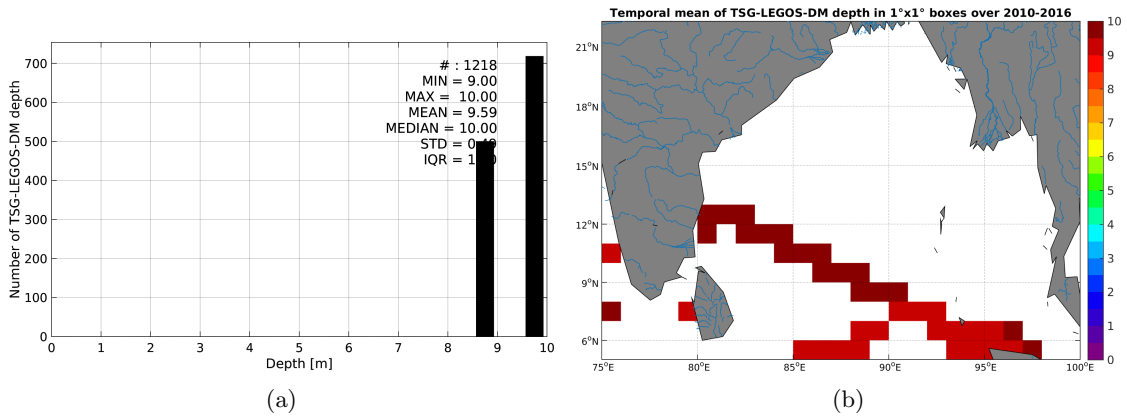 # : 1218
MIN = 9.00
MAX = 10.00
MEAN = 9.59
MEDIAN = 10.00
STD =
IQR =
Number of TSG-LEGOS-DM depth
700
600
500
400
300
200
100
0
0 1 2 3 4 5 6 7 8 9 10
Depth [m]
(a)
Temporal mean of TSG-LEGOS-DM depth in 1°x1° boxes over 2010-2016
21°N
18°N
15°N
12°N
9°N
6°N
75°E 80°E 85°E 90°E 95°E 100°E
10
9
8
7
6
5
4
3
2
1
0
(b)